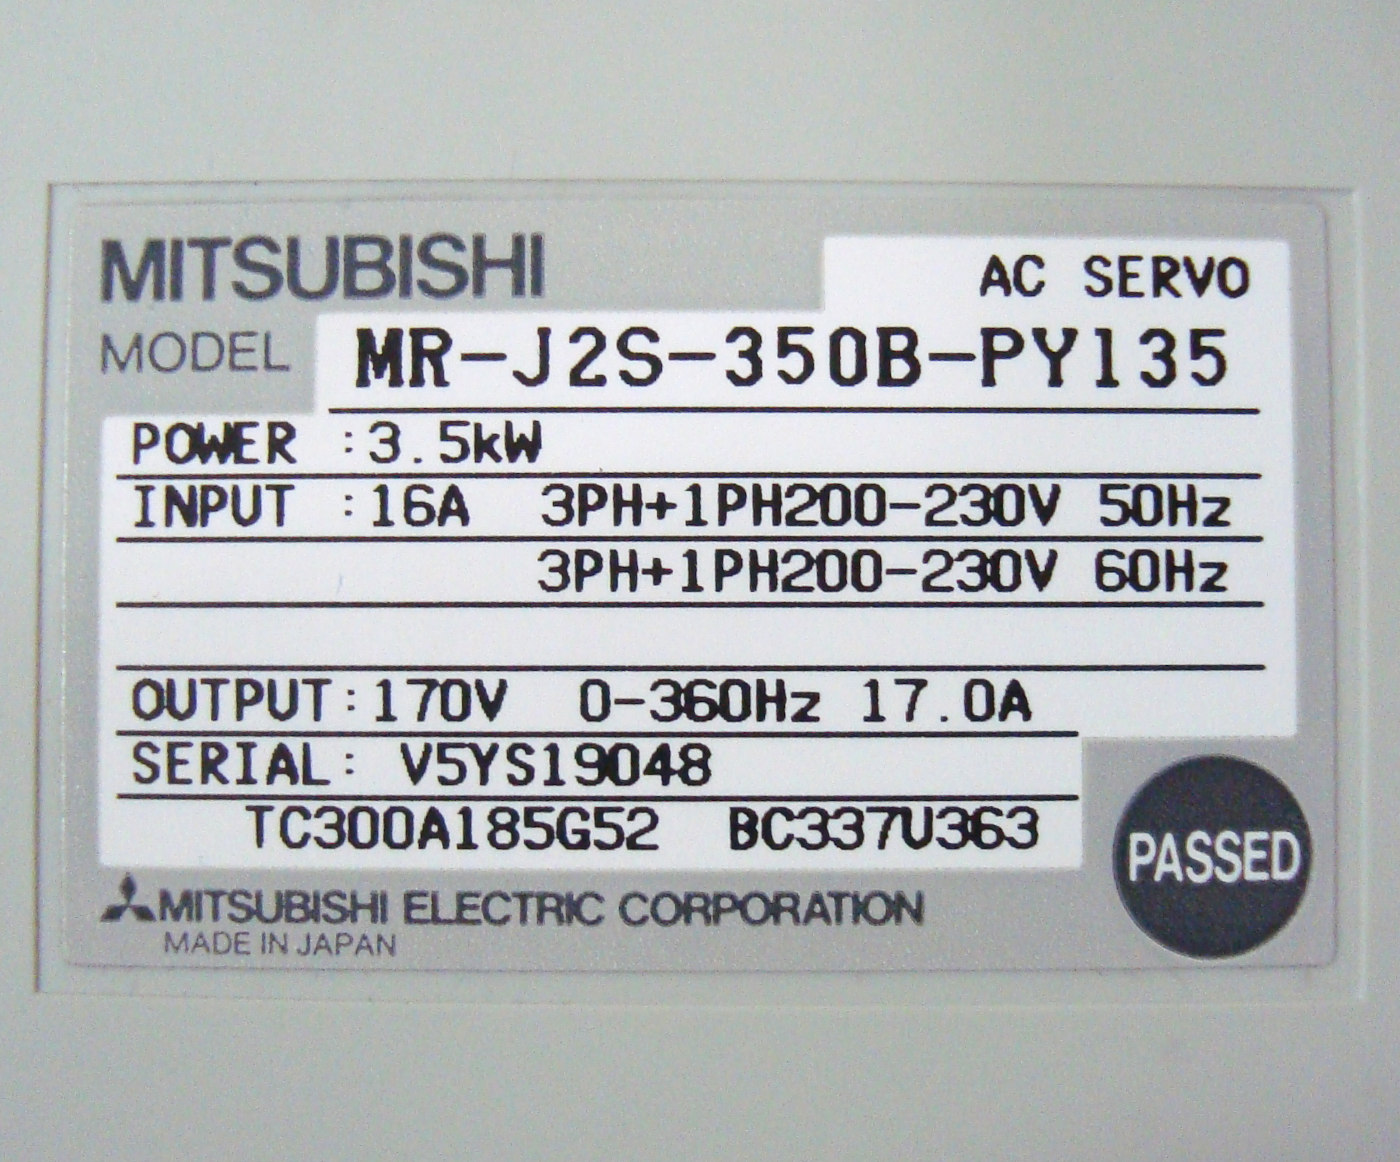 MITSUBISHI
AC SERVO
MODEL MR-J2S-350B-PY135
POWER :3.5kW
INPUT :16A 3PH+1PH200-230V 50Hz
3PH+1PH200-230V 60Hz
OUTPUT:170V 0-360Hz 17.0A
SERIAL: V5YS19048
TC300A185G52 BC337U363
PASSED
MITSUBISHI ELECTRIC CORPORATION
MADE IN JAPAN